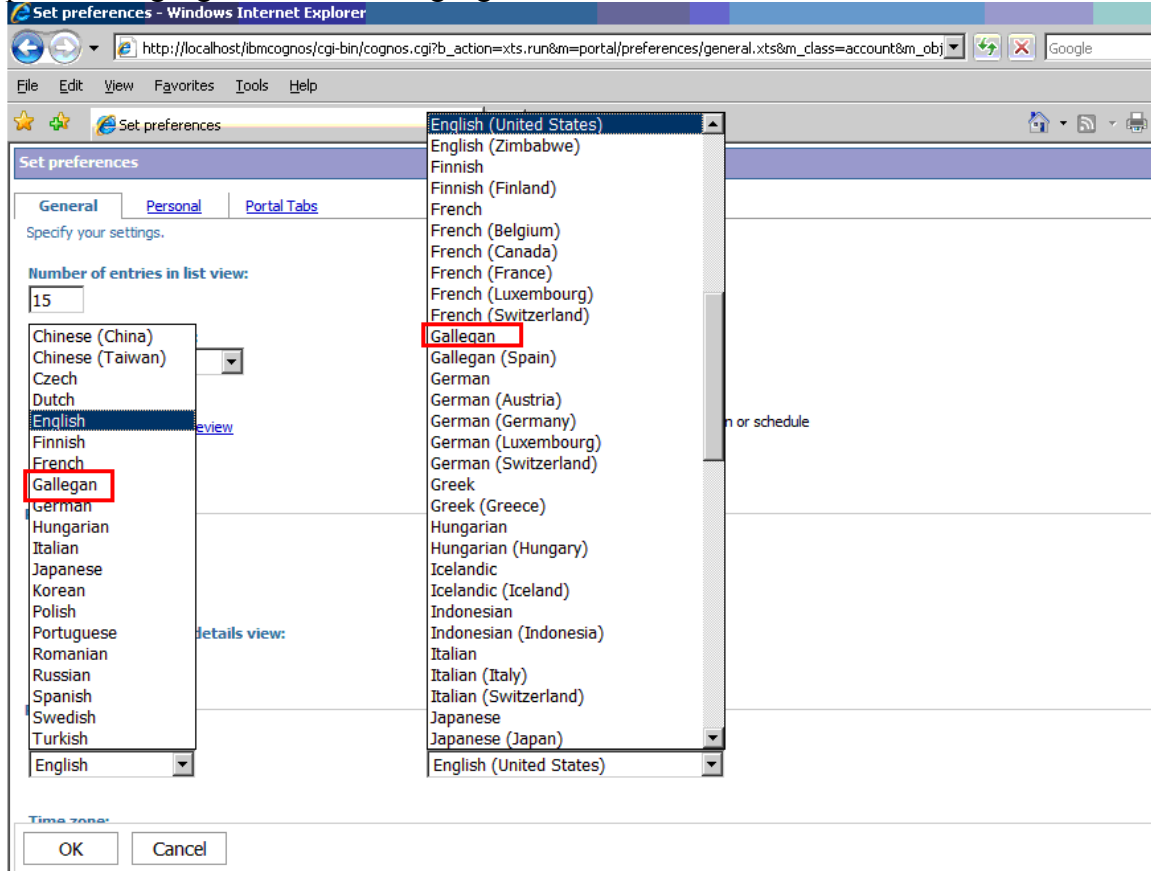 Set preferences - Windows Internet Explorer
http://localhost/ibmcognos/cgi-bin/cognos.cgi?b_action=xts.run&m=portal/preferences/general.xts&m_class=account&m_obj
Google
File Edit View Favorites Tools Help
Set preferences
Set preferences
General Personal Portal Tabs
Specify your settings.
Number of entries in list view:
15
Chinese (China)
Chinese (Taiwan)
Czech
Dutch
English
Finnish
French
Gallegan
German
Hungarian
Italian
Japanese
Korean
Polish
Portuguese
Romanian
Russian
Spanish
Swedish
Turkish
English
eview
details view:
English (United States)
English (Zimbabwe)
Finnish
Finnish (Finland)
French
French (Belgium)
French (Canada)
French (France)
French (Luxembourg)
French (Switzerland)
Gallegan
Gallegan (Spain)
German
German (Austria)
German (Germany)
German (Luxembourg)
German (Switzerland)
Greek
Greek (Greece)
Hungarian
Hungarian (Hungary)
Icelandic
Icelandic (Iceland)
Indonesian
Indonesian (Indonesia)
Italian
Italian (Italy)
Italian (Switzerland)
Japanese
Japanese (Japan)
English (United States)
n or schedule
Time zone:
OK Cancel